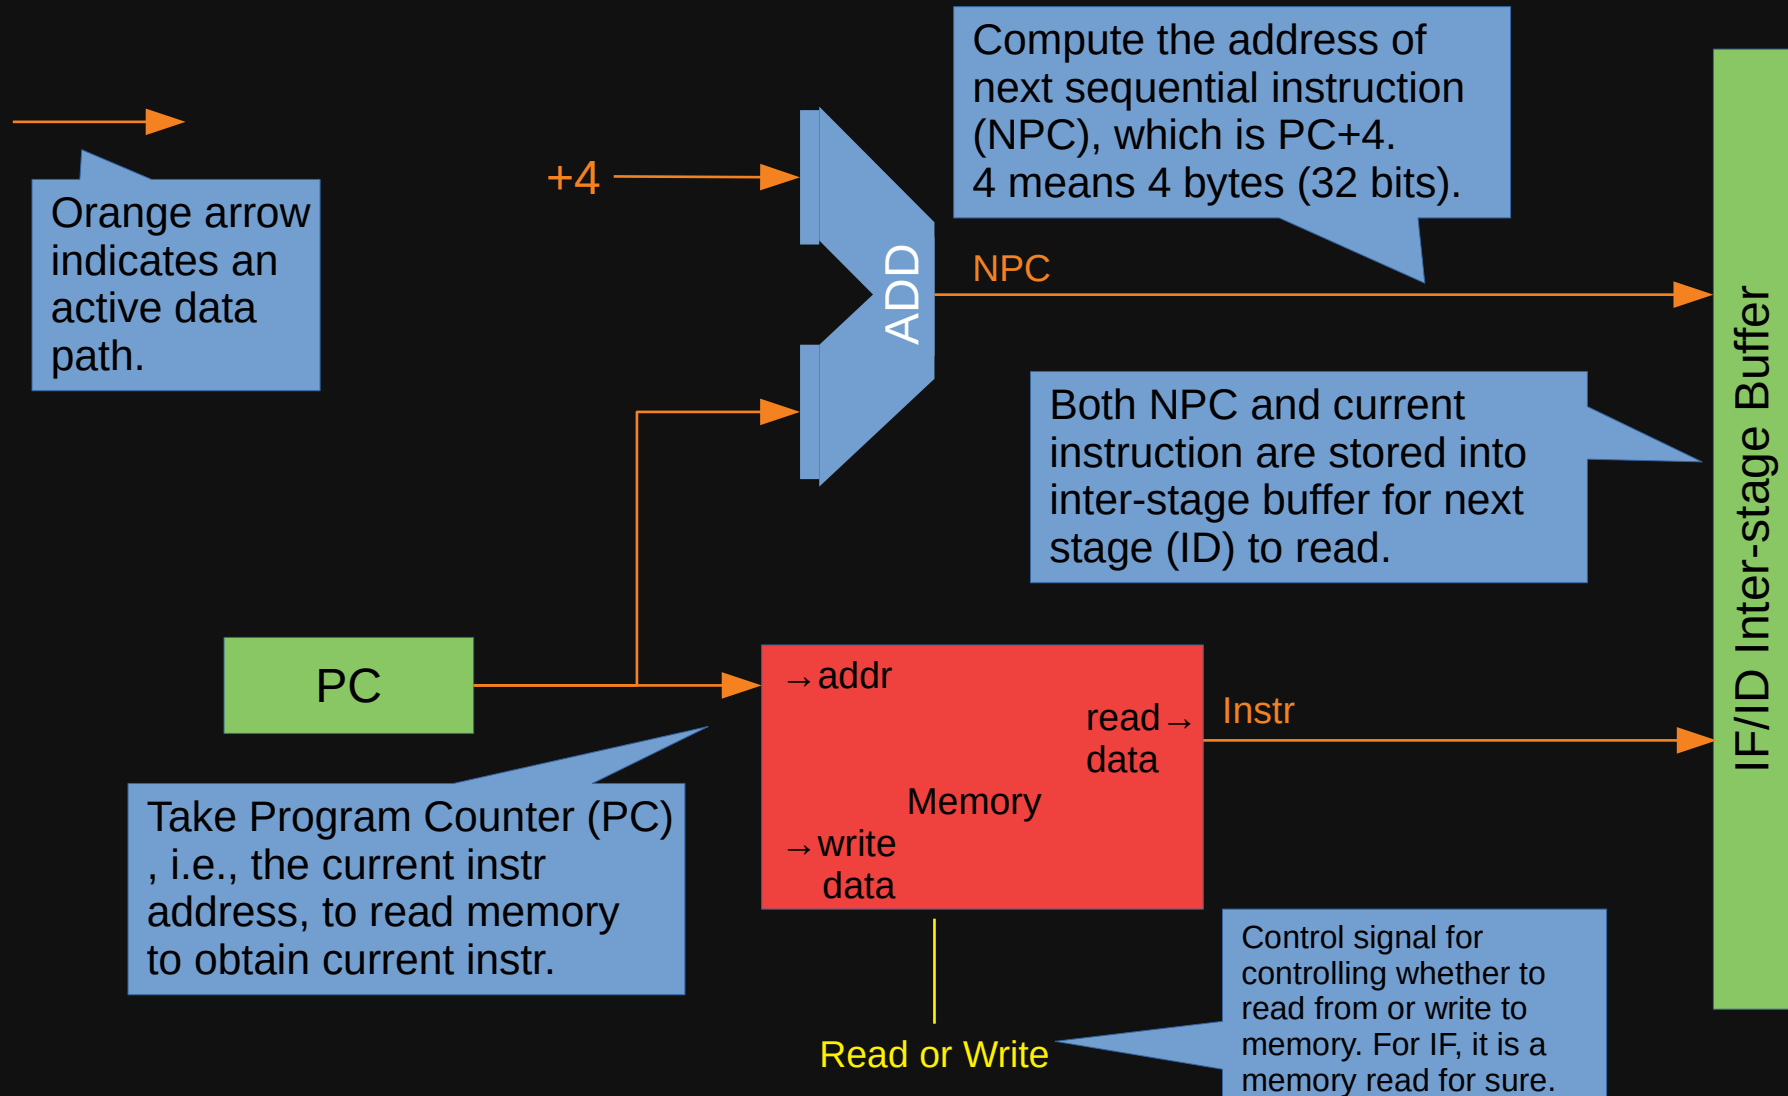 Compute the address of
next sequential instruction
(NPC), which is PC+4.
4 means 4 bytes (32 bits).
+4
Orange arrow
indicates an
active data
path.
ADD
NPC
Both NPC and current
instruction are stored into
inter-stage buffer for next
stage (ID) to read.
IF/ID Inter-stage Buffer
PC
→addr
read→
data
Instr
Memory
→write
data
Take Program Counter (PC)
, i.e., the current instr
address, to read memory
to obtain current instr.
Read or Write
Control signal for
controlling whether to
read from or write to
memory. For IF, it is a
memory read for sure.